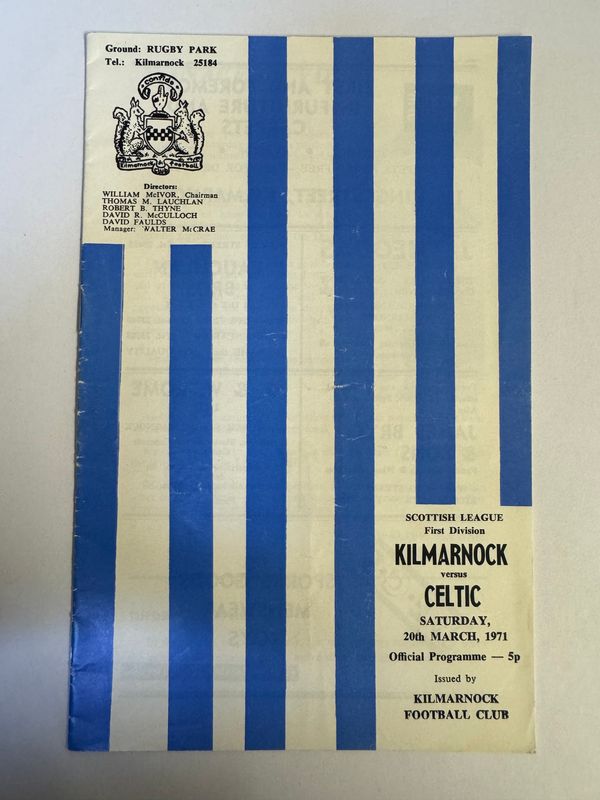 Ground: RUGBY PARK
Tel.: Kilmarnock 25184
Confidemus
Kilmarnock Football
Club
Directors:
WILLIAM McIVOR, Chairman
THOMAS M. LAUCHLAN
ROBERT B. THYNE
DAVID R. McCULLOCH
DAVID FAULDS
Manager: WALTER McCRAE
SCOTTISH LEAGUE
First Division
KILMARNOCK
versus
CELTIC
SATURDAY,
20th MARCH, 1971
Official Programme — 5p
Issued by
KILMARNOCK
FOOTBALL CLUB